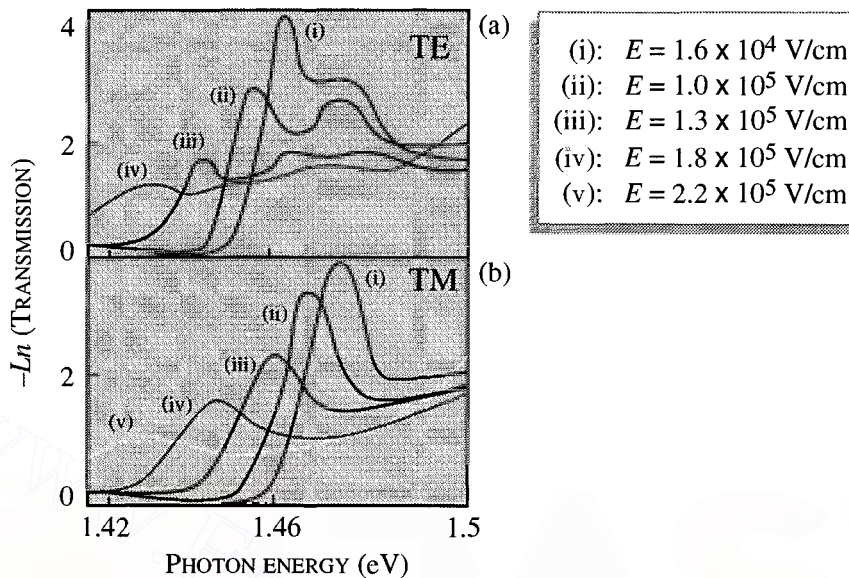 4
TE
(a)
(i)
(ii)
(iii)
(iv)
2
0
TM
(b)
(i)
(ii)
(iii)
(iv)
(v)
2
0
1.42
1.46
1.5
–Ln (TRANSMISSION)
PHOTON ENERGY (eV)
(i): E = 1.6 x 10⁴ V/cm
(ii): E = 1.0 x 10⁵ V/cm
(iii): E = 1.3 x 10⁵ V/cm
(iv): E = 1.8 x 10⁵ V/cm
(v): E = 2.2 x 10⁵ V/cm